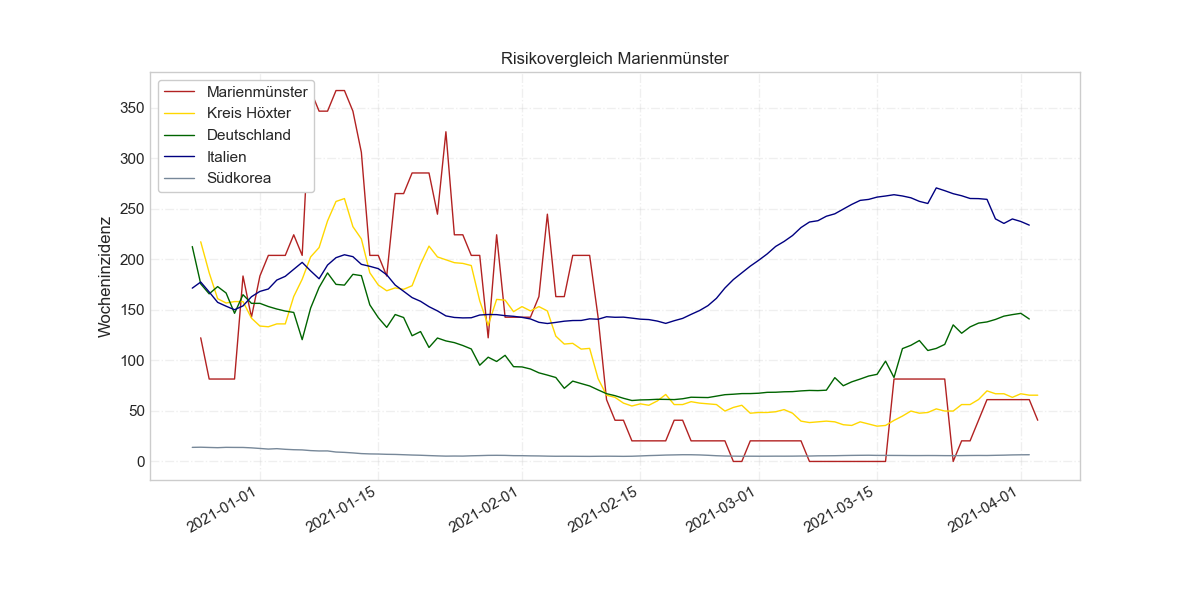 Risikovergleich Marienmünster
Marienmünster
Kreis Höxter
Deutschland
Italien
Südkorea
Wocheninzidenz
350
300
250
200
150
100
50
0
2021-01-01
2021-01-15
2021-02-01
2021-02-15
2021-03-01
2021-03-15
2021-04-01